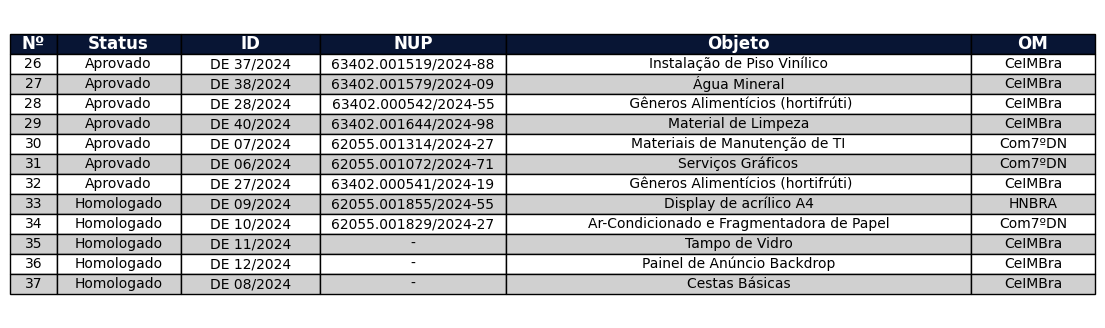 Nº Status ID NUP Objeto OM
26 Aprovado DE 37/2024 63402.001519/2024-88 Instalação de Piso Vinílico CeIMBra
27 Aprovado DE 38/2024 63402.001579/2024-09 Água Mineral CeIMBra
28 Aprovado DE 28/2024 63402.000542/2024-55 Gêneros Alimentícios (hortifrúti) CeIMBra
29 Aprovado DE 40/2024 63402.001644/2024-98 Material de Limpeza CeIMBra
30 Aprovado DE 07/2024 62055.001314/2024-27 Materiais de Manutenção de TI Com7ºDN
31 Aprovado DE 06/2024 62055.001072/2024-71 Serviços Gráficos Com7ºDN
32 Aprovado DE 27/2024 63402.000541/2024-19 Gêneros Alimentícios (hortifrúti) CeIMBra
33 Homologado DE 09/2024 62055.001855/2024-55 Display de acrílico A4 HNBRA
34 Homologado DE 10/2024 62055.001829/2024-27 Ar-Condicionado e Fragmentadora de Papel Com7ºDN
35 Homologado DE 11/2024 - Tampo de Vidro CeIMBra
36 Homologado DE 12/2024 - Painel de Anúncio Backdrop CeIMBra
37 Homologado DE 08/2024 - Cestas Básicas CeIMBra